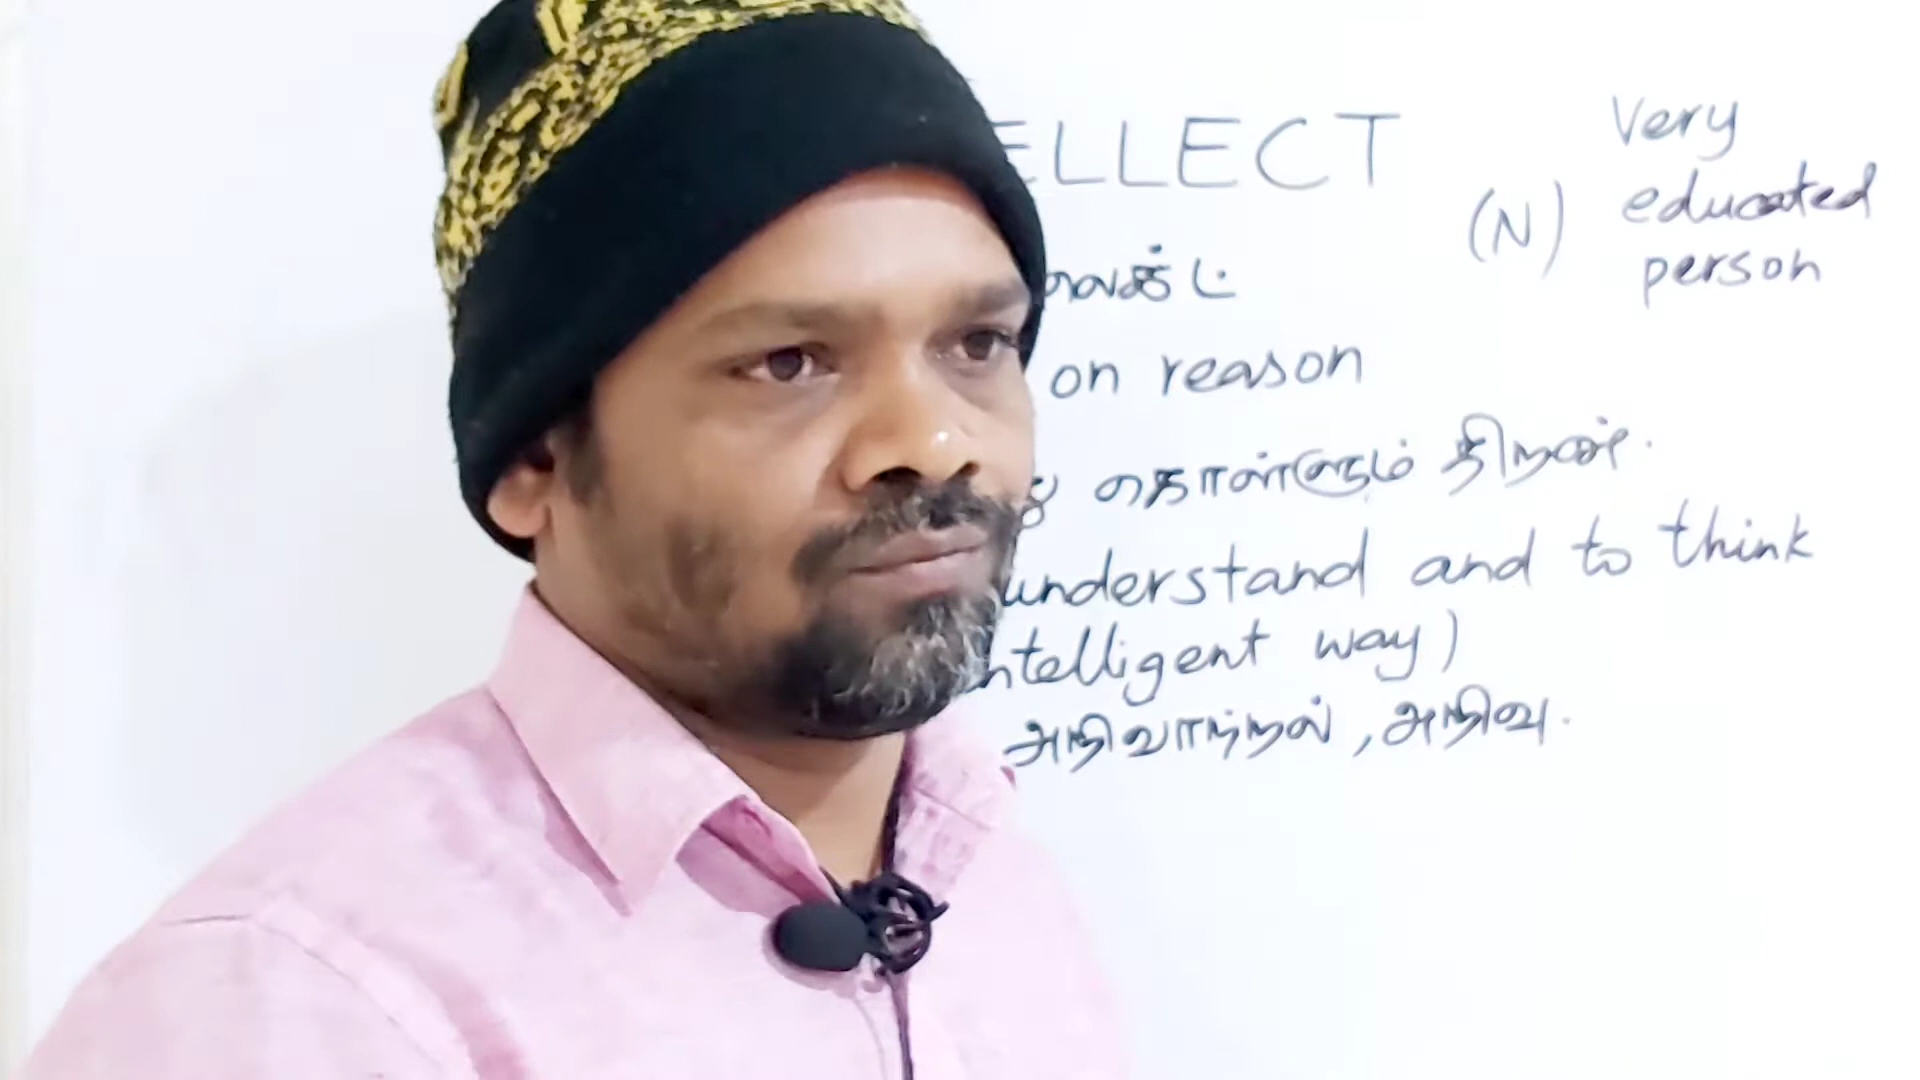 ELLECT
(N) Very
educated
person
லெக்ட்
on reason
து கொள்ளும் திறன்.
understand and to think
ntelligent way)
அறிவாற்றல், அறிவு.